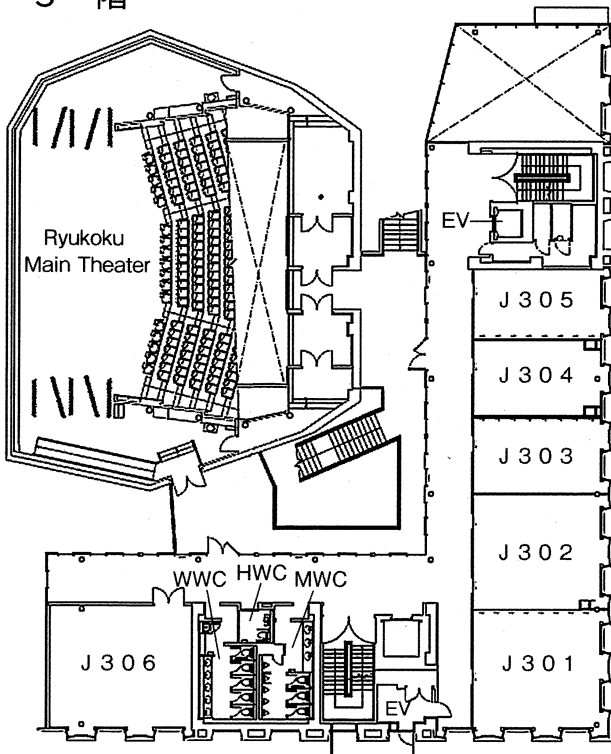 3 階
EV
Ryukoku
Main Theater
J305
J304
J303
J302
WWC
HWC
MWC
J306
J301
EV